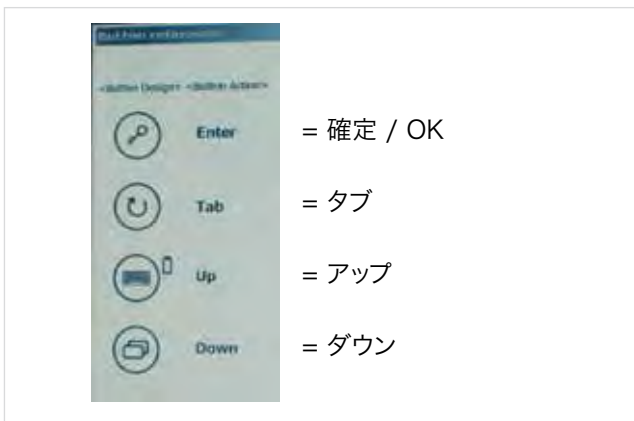 <Button Design> <Button Action>
Enter = 確定 / OK
Tab = タブ
Up = アップ
Down = ダウン